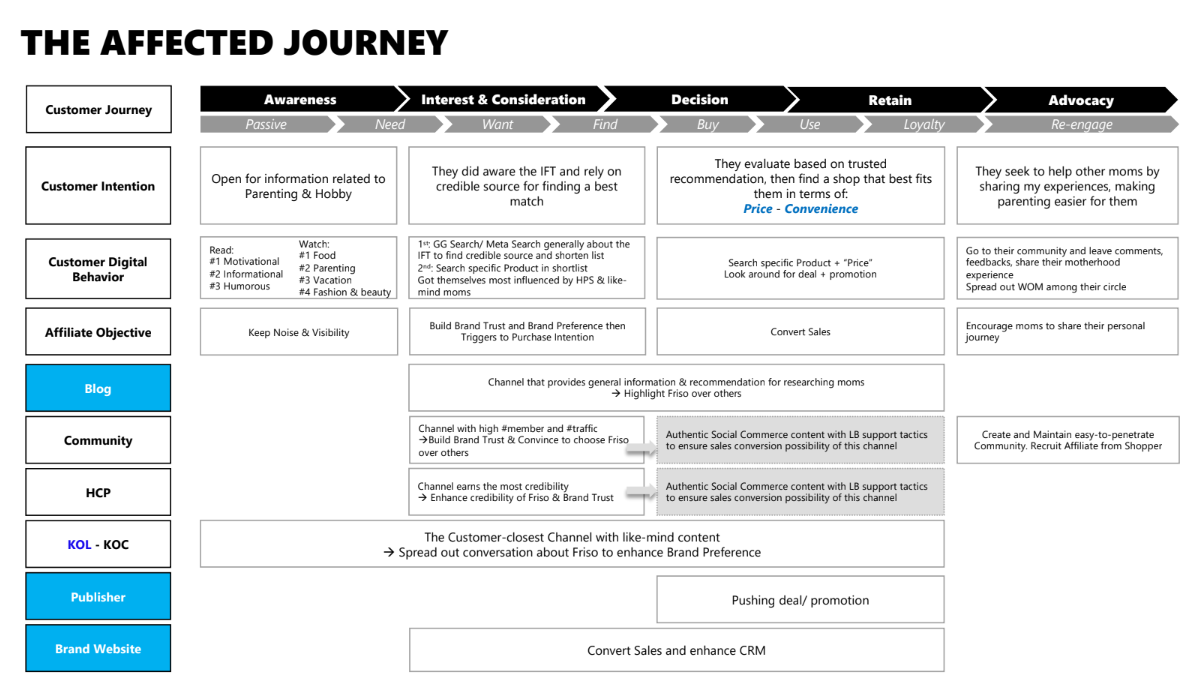 THE AFFECTED JOURNEY
Customer Journey
Awareness
Interest & Consideration
Decision
Retain
Advocacy
Passive
Need
Want
Find
Buy
Use
Loyalty
Re-engage
Customer Intention
Open for information related to
Parenting & Hobby
They did aware the IFT and rely on
credible source for finding a best
match
They evaluate based on trusted
recommendation, then find a shop that best fits
them in terms of:
Price - Convenience
They seek to help other moms by
sharing my experiences, making
parenting easier for them
Customer Digital
Behavior
Read:
#1 Motivational
#2 Informational
#3 Humorous
Watch:
#1 Food
#2 Parenting
#3 Vacation
#4 Fashion & beauty
1st: GG Search/ Meta Search generally about the
IFT to find credible source and shorten list
2nd: Search specific Product in shortlist
Got themselves most influenced by HPS & like-
mind moms
Search specific Product + "Price"
Look around for deal + promotion
Go to their community and leave comments,
feedbacks, share their motherhood
experience
Spread out WOM among their circle
Affiliate Objective
Keep Noise & Visibility
Build Brand Trust and Brand Preference then
Triggers to Purchase Intention
Convert Sales
Encourage moms to share their personal
journey
Blog
Channel that provides general information & recommendation for researching moms
→ Highlight Friso over others
Community
Channel with high #member and #traffic
→Build Brand Trust & Convince to choose Friso
over others
Authentic Social Commerce content with LB support tactics
to ensure sales conversion possibility of this channel
Create and Maintain easy-to-penetrate
Community. Recruit Affiliate from Shopper
HCP
Channel earns the most credibility
→ Enhance credibility of Friso & Brand Trust
Authentic Social Commerce content with LB support tactics
to ensure sales conversion possibility of this channel
KOL - KOC
The Customer-closest Channel with like-mind content
→ Spread out conversation about Friso to enhance Brand Preference
Publisher
Pushing deal/ promotion
Brand Website
Convert Sales and enhance CRM